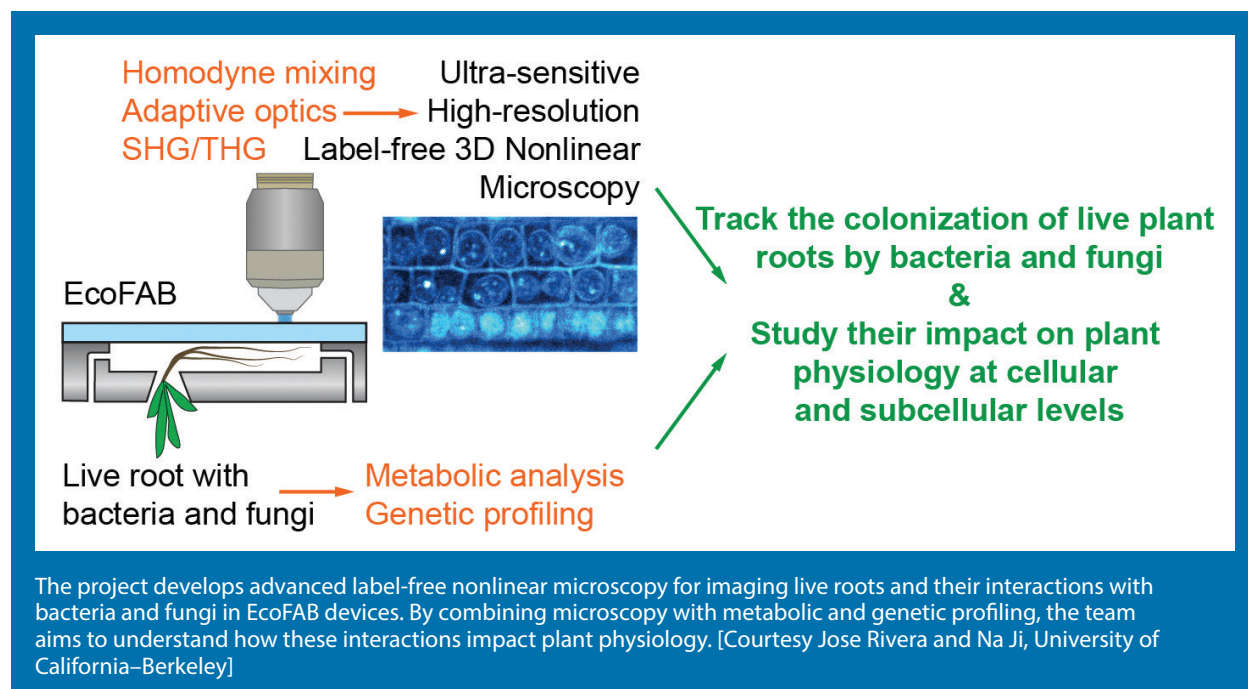 Homodyne mixing
Adaptive optics
SHG/THG
Ultra-sensitive
High-resolution
Label-free 3D Nonlinear
Microscopy
EcoFAB
Live root with
bacteria and fungi
Metabolic analysis
Genetic profiling
Track the colonization of live plant
roots by bacteria and fungi
&
Study their impact on plant
physiology at cellular
and subcellular levels
The project develops advanced label-free nonlinear microscopy for imaging live roots and their interactions with
bacteria and fungi in EcoFAB devices. By combining microscopy with metabolic and genetic profiling, the team
aims to understand how these interactions impact plant physiology. [Courtesy Jose Rivera and Na Ji, University of
California–Berkeley]